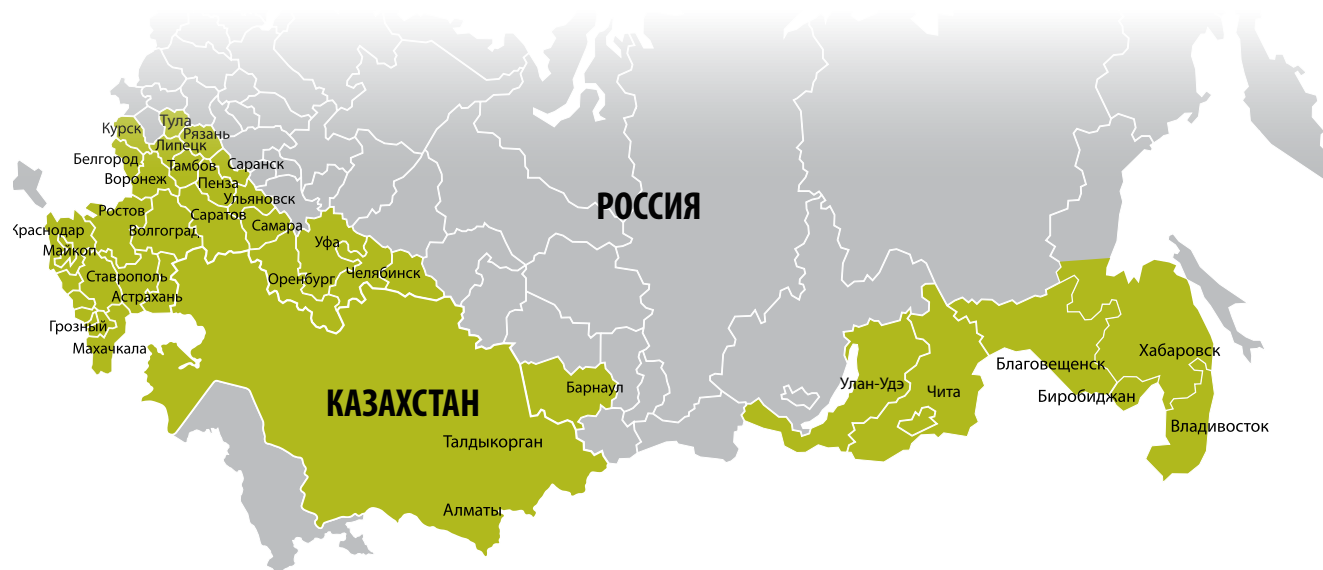 Тула
Курск
Рязань
Липецк
Белгород
Тамбов
Саранск
Воронеж
Пенза
Ульяновск
РОССИЯ
Ростов
Саратов
Краснодар
Волгоград
Самара
Майкоп
Уфа
Ставрополь
Оренбург
Челябинск
Астрахань
Грозный
Махачкала
Хабаровск
Благовещенск
Улан-Удэ
Барнаул
Чита
Биробиджан
КАЗАХСТАН
Владивосток
Талдыкорган
Алматы